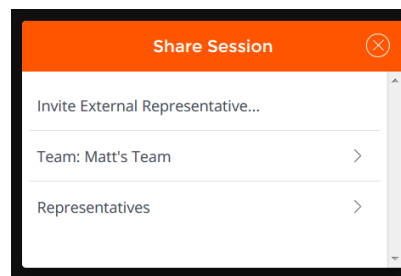 Share Session
Invite External Representative...
Team: Matt's Team
Representatives